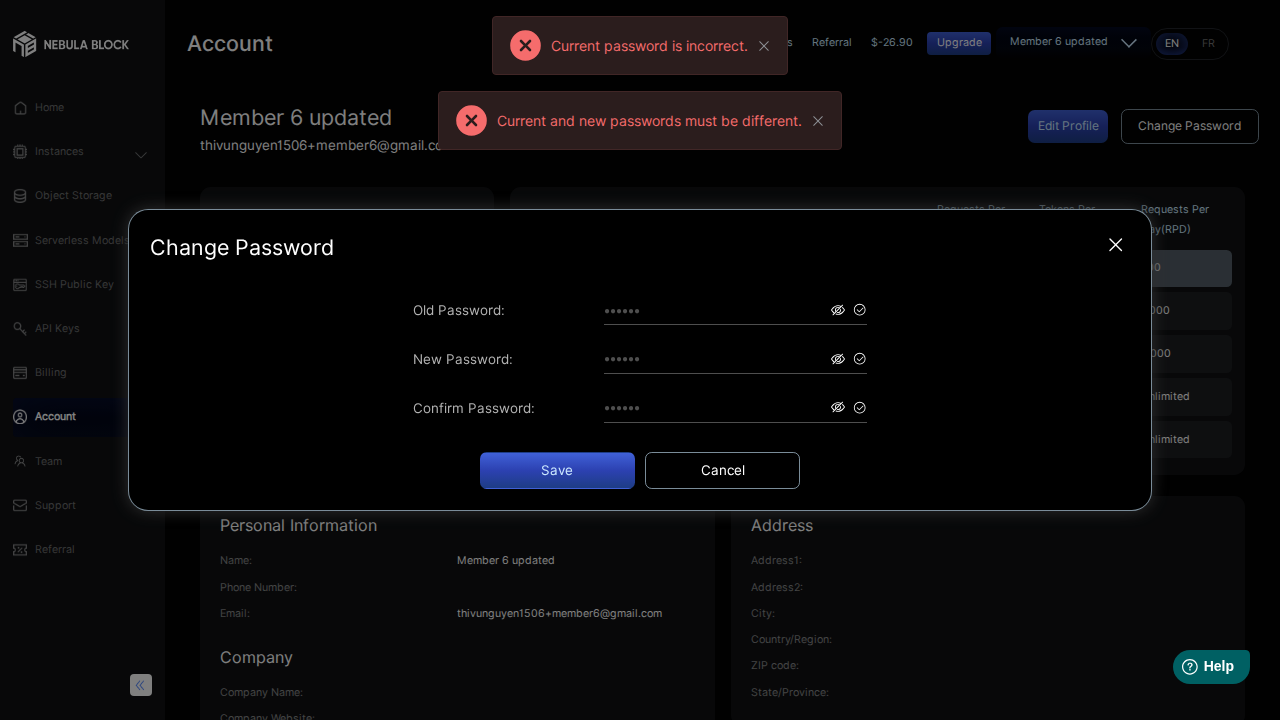 NEBULA BLOCK
Account
Current password is incorrect.
Referral
$-26.90
Upgrade
Member 6 updated
EN
FR
Current and new passwords must be different.
Home
Instances
Object Storage
Serverless Models
SSH Public Key
API Keys
Billing
Account
Team
Support
Referral
Member 6 updated
thivunguyen1506+member6@gmail.co
Edit Profile
Change Password
Requests Per
Tokens Per
Requests Per
ay(RPD)
Change Password
Old Password:
••••••
New Password:
••••••
Confirm Password:
••••••
Save
Cancel
000
000
nlimited
nlimited
Personal Information
Name:
Member 6 updated
Phone Number:
Email:
thivunguyen1506+member6@gmail.com
Company
Company Name:
Company Website:
Address
Address1:
Address2:
City:
Country/Region:
ZIP code:
State/Province:
Help